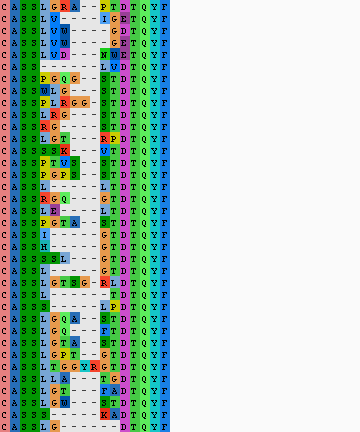 CASSLGRA--PTDTQYF
CASSLV----IGETQYF
CASSLVW----GDTQYF
CASSLVW----GETQYF
CASSLVD---NWETQYF
CASS------LVDTQYF
CASSPGQG--STDTQYF
CASSWLG---STDTQYF
CASSPLRGG-STDTQYF
CASSLRG---STDTQYF
CASSRG----STDTQYF
CASSLGT---RPDTQYF
CASSSSK---VTDTQYF
CASSPTVS--STDTQYF
CASSPGPS--STDTQYF
CASSL-----LTDTQYF
CASSRGQ---GTDTQYF
CASSLE----LTDTQYF
CASSPGTA--STDTQYF
CASSI-----GTDTQYF
CASSH-----GTDTQYF
CASSSSL---GTDTQYF
CASSL-----GTDTQYF
CASSLGTSG-RLDTQYF
CASSL------TDTQYF
CASSS-----LPDTQYF
CASSLGQA--STDTQYF
CASSLGQ---FTDTQYF
CASSLGTA--STDTQYF
CASSLGPT--GTDTQYF
CASSLTGGYRGTDTQYF
CASSLLA---TGDTQYF
CASSLGT---FADTQYF
CASSLGW---STDTQYF
CASSS-----KADTQYF
CASSLG------DTQYF